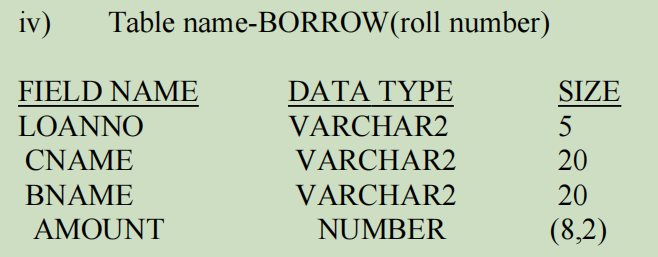 iv) Table name-BORROW(roll number)
FIELD NAME DATA TYPE SIZE
LOANNO VARCHAR2 5
CNAME VARCHAR2 20
BNAME VARCHAR2 20
AMOUNT NUMBER (8,2)